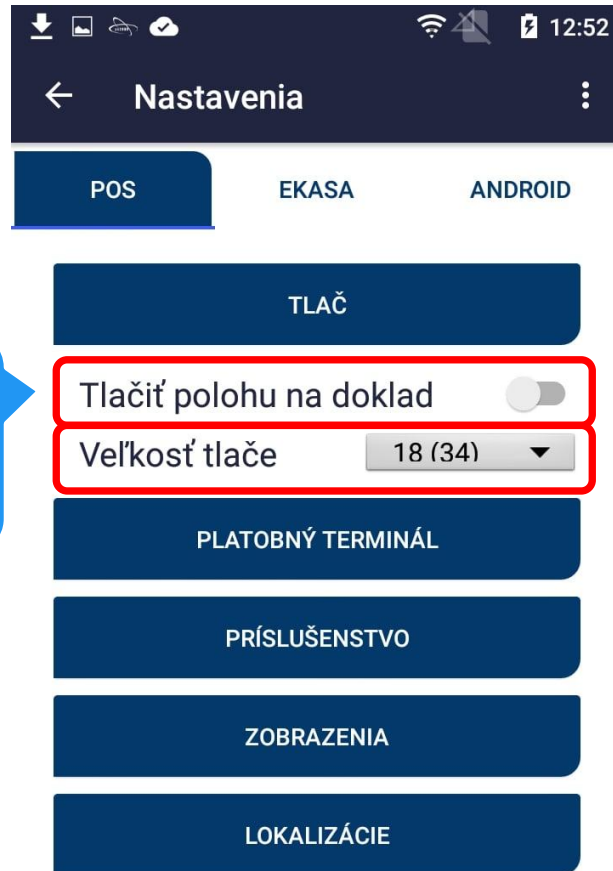 12:52
Nastavenia
POS EKASA ANDROID
TLAČ
Tlačiť polohu na doklad
Veľkosť tlače 18 (34)
PLATOBNÝ TERMINÁL
PRÍSLUŠENSTVO
ZOBRAZENIA
LOKALIZÁCIE